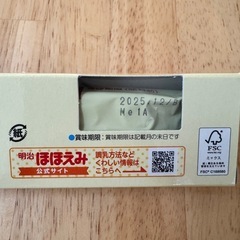 2025.12/
Me1A
紙
●賞味期限：賞味期限は記載月の末日です
明治
ほほえみ
公式サイト
調乳方法など
くわしい情報は
こちらへ
FSC
ミックス